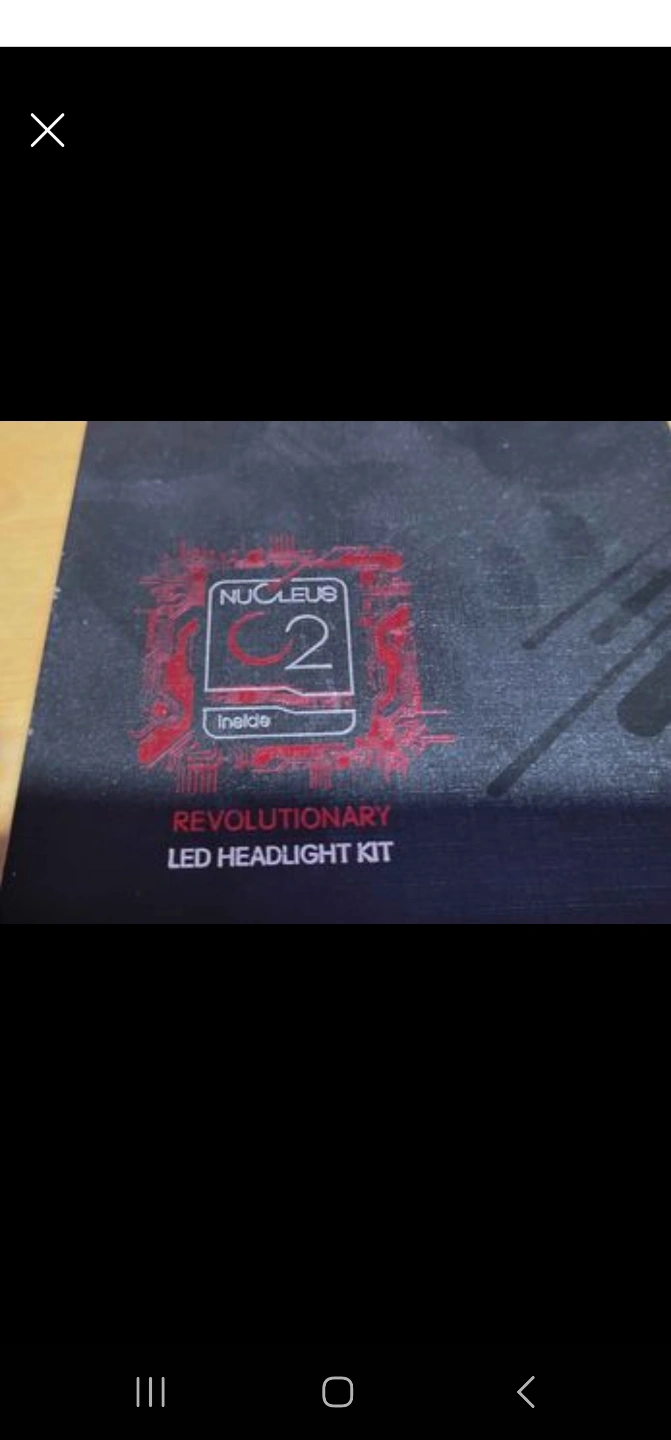 NUCLEUS
C2
inside
REVOLUTIONARY
LED HEADLIGHT KIT